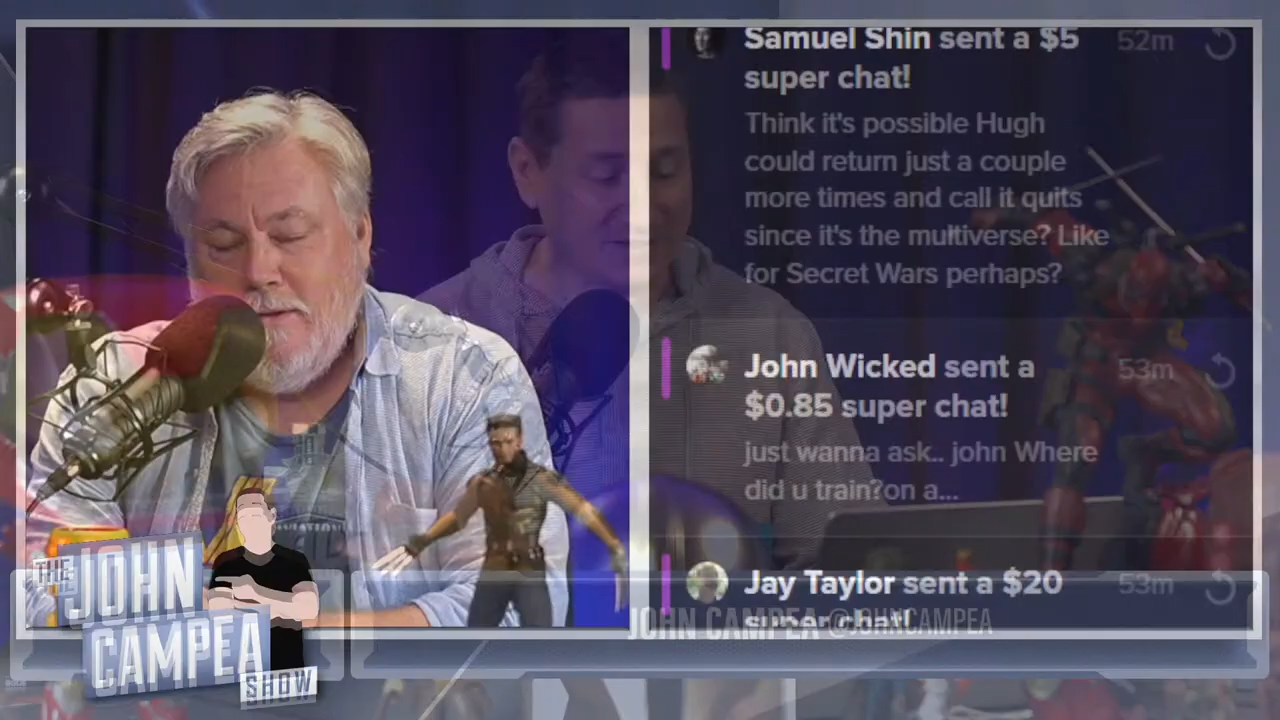 Samuel Shin sent a $5
52m
super chat!
Think it's possible Hugh
could return just a couple
more times and call it quits
since it's the multiverse? Like
for Secret Wars perhaps?
John Wicked sent a
53m
$0.85 super chat!
just wanna ask.. john Where
did u train?on a...
Jay Taylor sent a $20
53m
super chat!
JOHN CAMPEA @JOHNCAMPEA
THE
JOHN
CAMPEA
SHOW